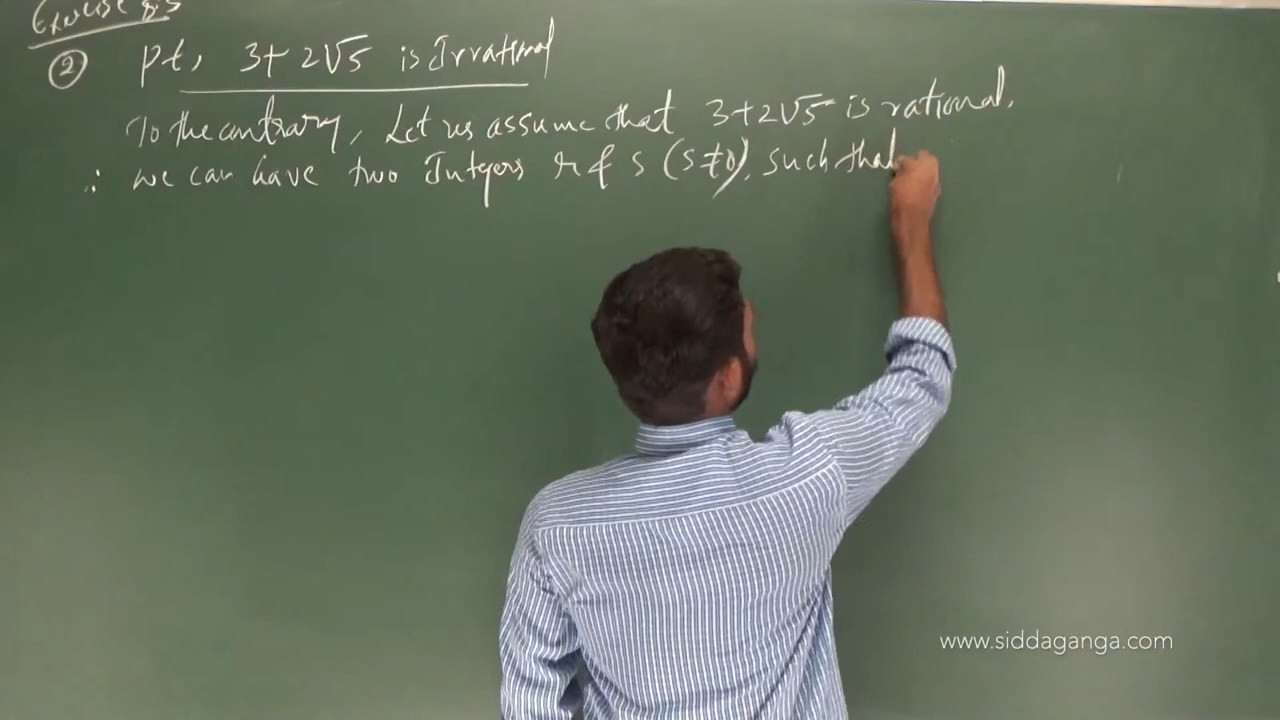 Exercise 8.3
② Pt, 3+2√5 is Irrational
To the contrary, Let us assume that 3+2√5 is rational.
∴ we can have two Integers r & s (s≠0), such that
www.siddaganga.com